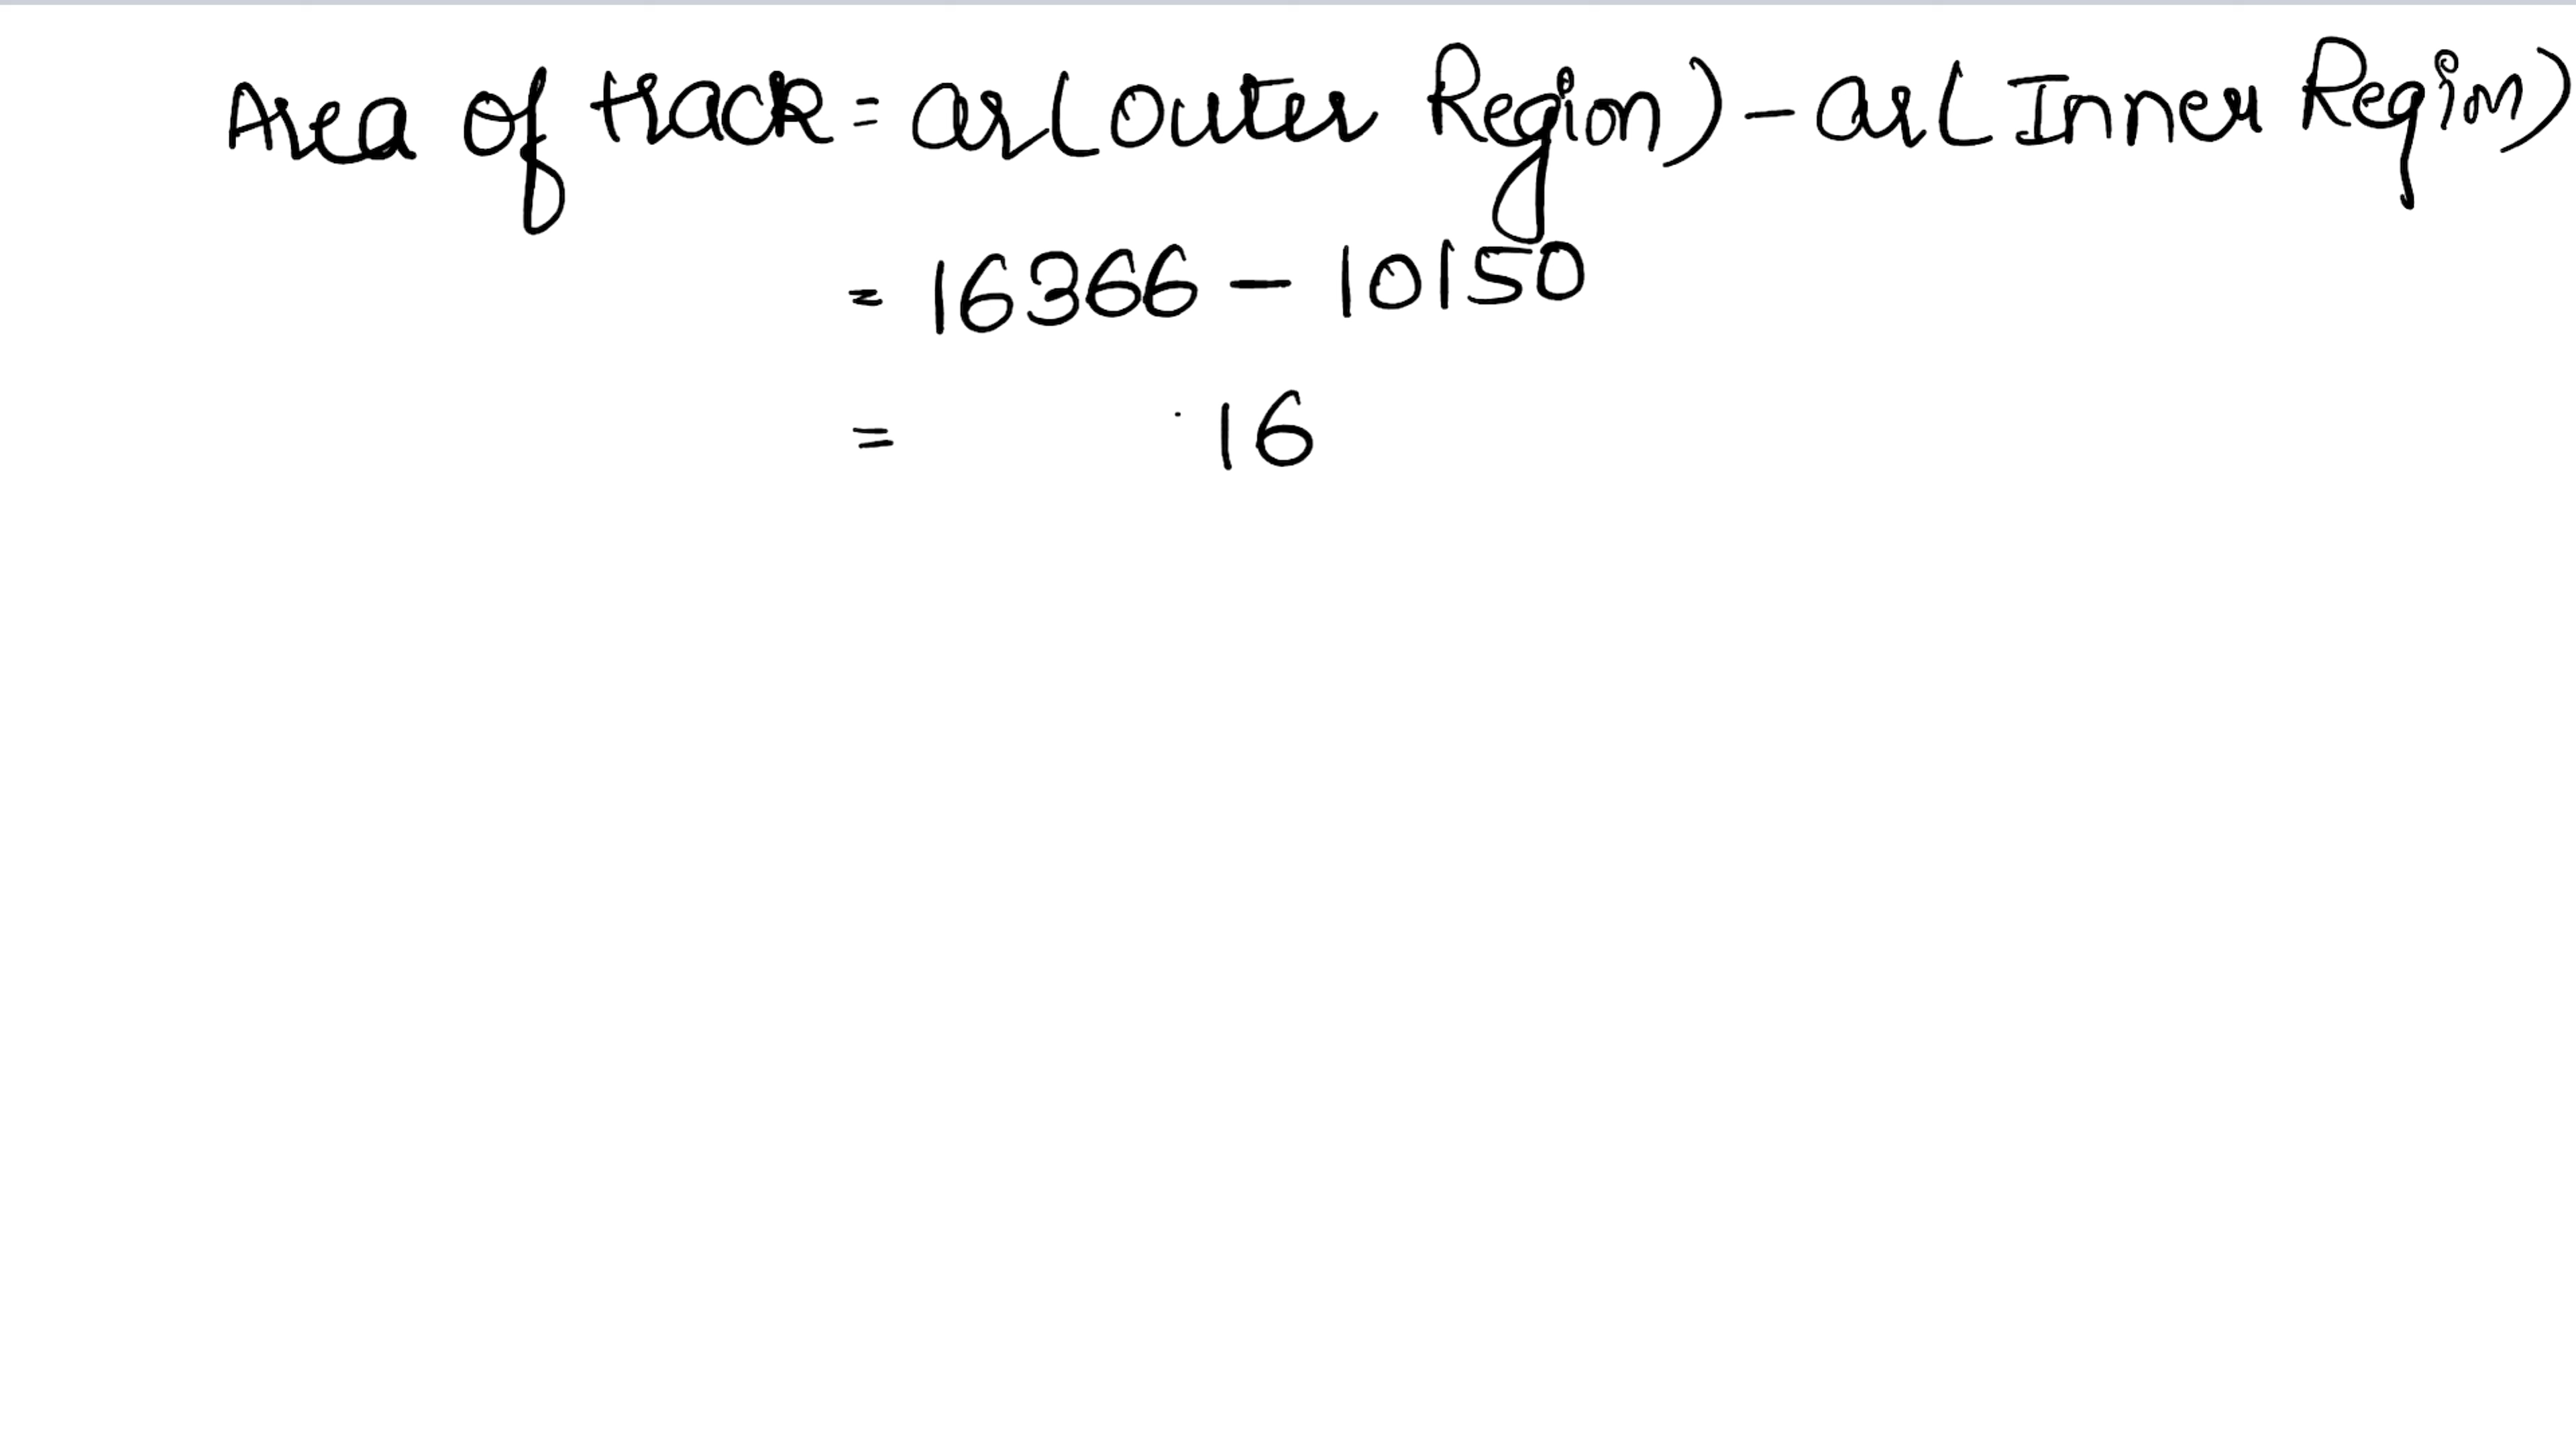 Area of track = ar(outer Region) - ar(Inner Region)
= 16366 - 10150
= 16